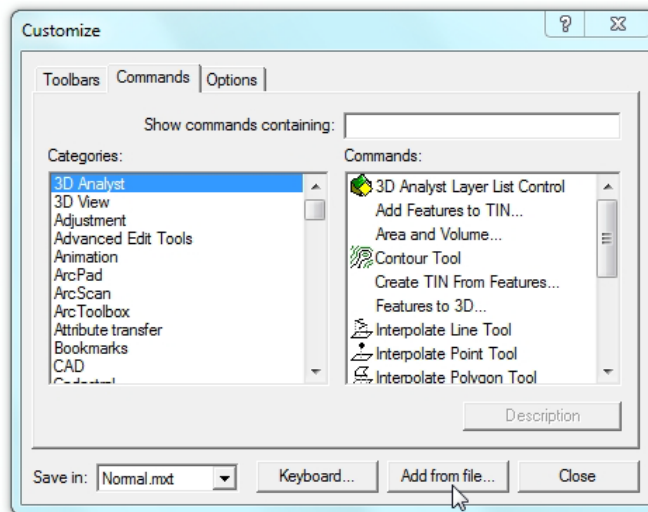 Customize
Toolbars Commands Options
Show commands containing:
Categories:
3D Analyst
3D View
Adjustment
Advanced Edit Tools
Animation
ArcPad
ArcScan
ArcToolbox
Attribute transfer
Bookmarks
CAD
Cadastral
Commands:
3D Analyst Layer List Control
Add Features to TIN...
Area and Volume...
Contour Tool
Create TIN From Features...
Features to 3D...
Interpolate Line Tool
Interpolate Point Tool
Interpolate Polygon Tool
Description
Save in: Normal.mxt Keyboard... Add from file... Close